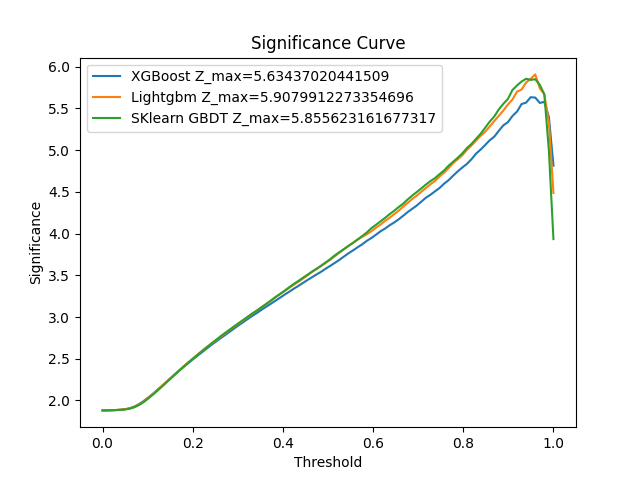 Significance Curve
XGBoost Z_max=5.63437020441509
Lightgbm Z_max=5.9079912273354696
SKlearn GBDT Z_max=5.855623161677317
6.0
5.5
5.0
4.5
4.0
3.5
3.0
2.5
2.0
Significance
0.0 0.2 0.4 0.6 0.8 1.0
Threshold